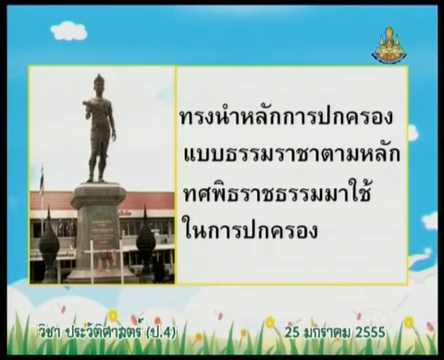 ทรงนำหลักการปกครอง
แบบธรรมราชาตามหลัก
ทศพิธราชธรรมมาใช้
ในการปกครอง
วิชา ประวัติศาสตร์ (ป.4)
25 มกราคม 2555